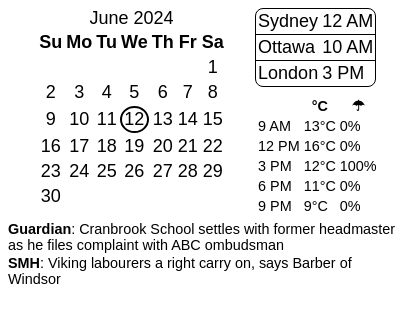 June 2024
Su Mo Tu We Th Fr Sa
1
2 3 4 5 6 7 8
9 10 11 12 13 14 15
16 17 18 19 20 21 22
23 24 25 26 27 28 29
30
Sydney 12 AM
Ottawa 10 AM
London 3 PM
°C ☂
9 AM 13°C 0%
12 PM 16°C 0%
3 PM 12°C 100%
6 PM 11°C 0%
9 PM 9°C 0%
Guardian: Cranbrook School settles with former headmaster
as he files complaint with ABC ombudsman
SMH: Viking labourers a right carry on, says Barber of
Windsor